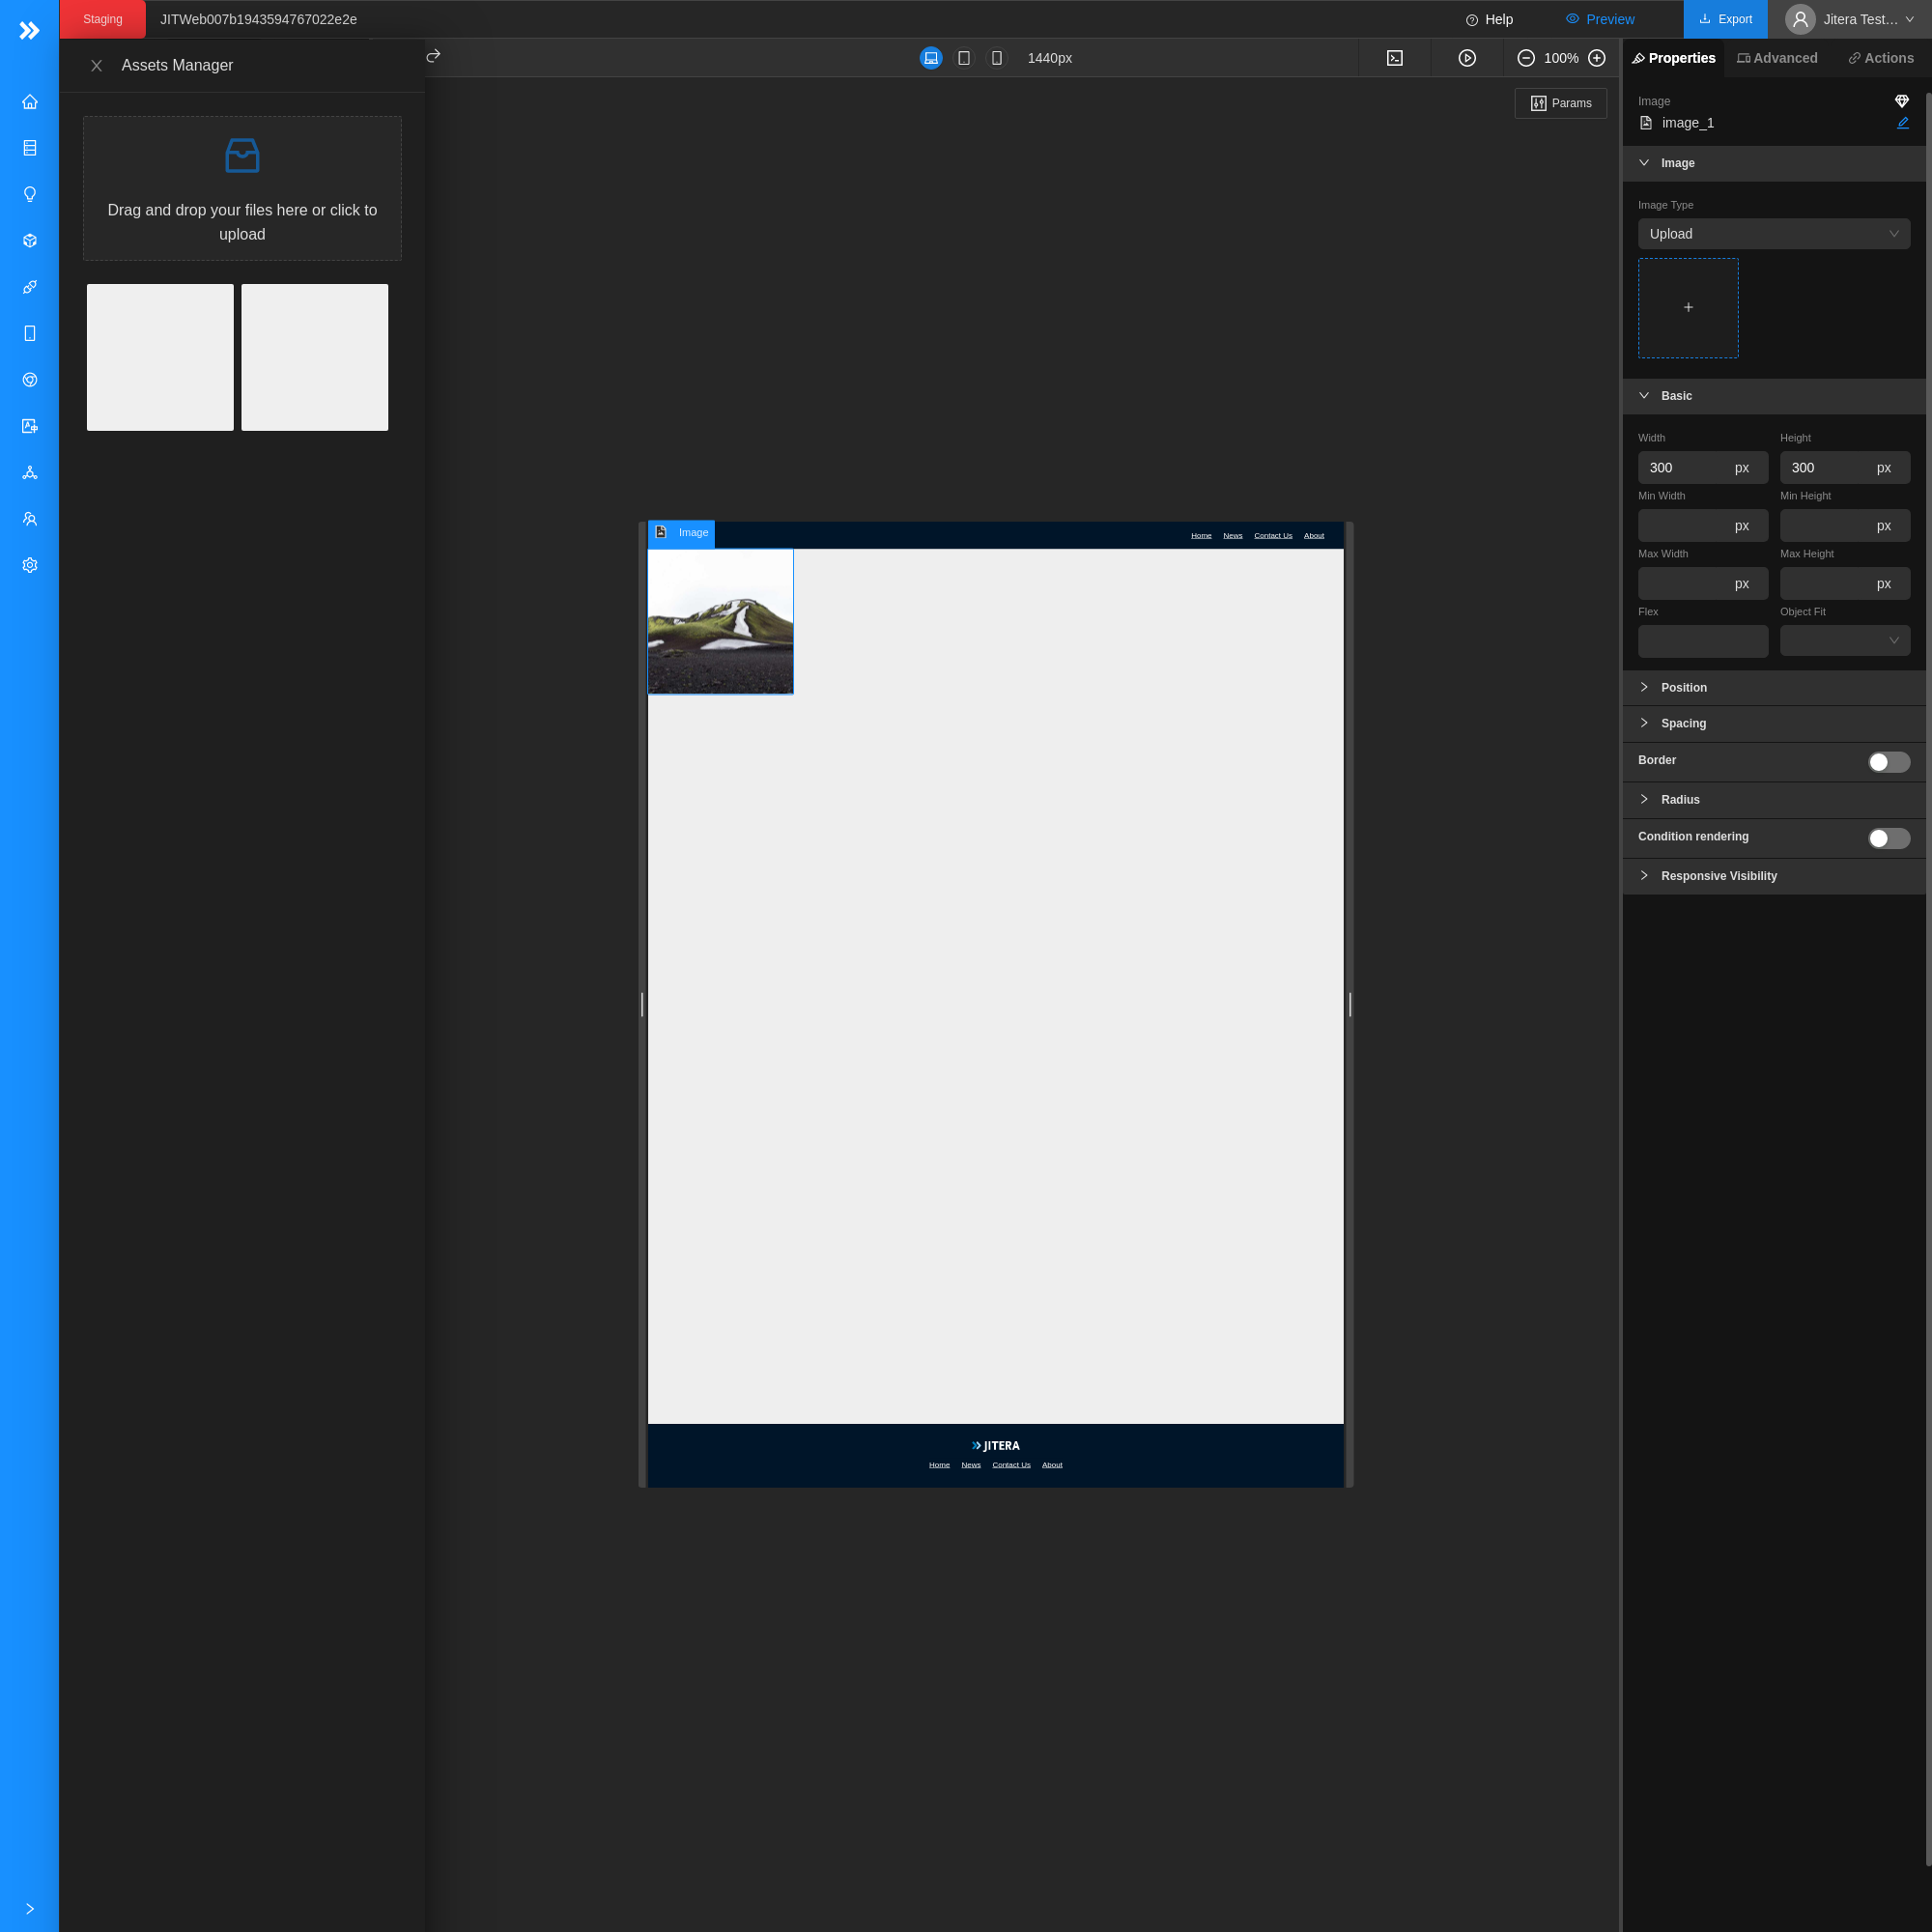 Staging
JITWeb007b1943594767022e2e
Help
Preview
Export
Jitera Test...
Assets Manager
1440px
100%
Properties
Advanced
Actions
Params
Drag and drop your files here or click to
upload
Image
image_1
Image
Image Type
Upload
Basic
Width
Height
300 px
300 px
Min Width
Min Height
px
px
Max Width
Max Height
px
px
Flex
Object Fit
Position
Spacing
Border
Radius
Condition rendering
Responsive Visibility
Image
Home News Contact Us About
JITERA
Home News Contact Us About